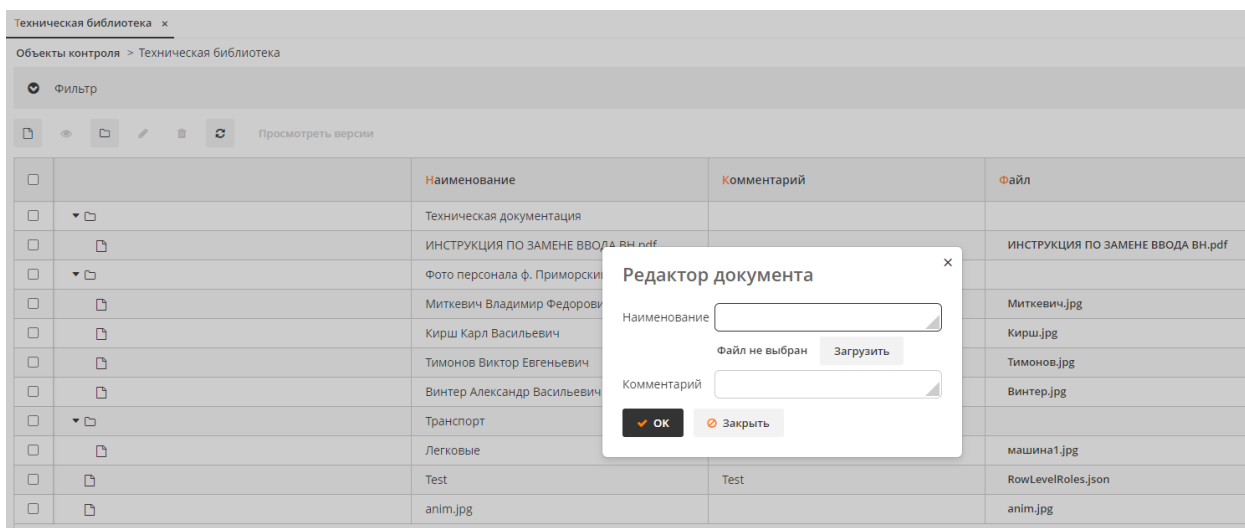 Техническая библиотека ×
Объекты контроля > Техническая библиотека
Фильтр
Просмотреть версии
Наименование Комментарий Файл
Техническая документация
ИНСТРУКЦИЯ ПО ЗАМЕНЕ ВВОДА ВН.pdf ИНСТРУКЦИЯ ПО ЗАМЕНЕ ВВОДА ВН.pdf
Фото персонала ф.
Миткевич Владимир Миткевич.jpg
Кирш Карл Васильевич Кирш.jpg
Тимонов Виктор Евгеньевич Тимонов.jpg
Винтер Александр Васильевич Винтер.jpg
Транспорт
Легковые машина1.jpg
Test Test RowLevelRoles.json
anim.jpg anim.jpg
Редактор документа ×
Наименование
Файл не выбран Загрузить
Комментарий
ОК Закрыть